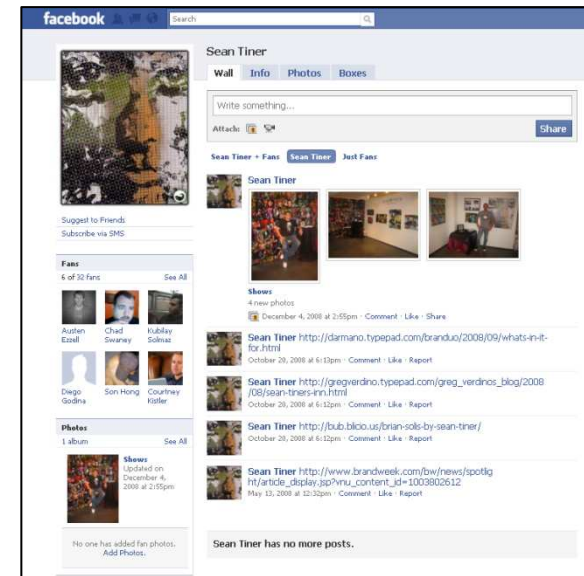 facebook
Search
Sean Tiner
Wall Info Photos Boxes
Write something...
Attach:
Share
Sean Tiner + Fans Sean Tiner Just Fans
Sean Tiner
Shows
4 new photos
December 4, 2008 at 2:55pm · Comment · Like · Share
Sean Tiner http://darmano.typepad.com/branduo/2008/09/whats-in-it-
for.html
October 20, 2008 at 6:13pm · Comment · Like · Report
Sean Tiner http://gregverdino.typepad.com/greg_verdinos_blog/2008
/08/sean-tiners-inn.html
October 20, 2008 at 6:12pm · Comment · Like · Report
Sean Tiner http://bub.blicio.us/brian-solis-by-sean-tiner/
October 20, 2008 at 6:12pm · Comment · Like · Report
Sean Tiner http://www.brandweek.com/bw/news/spotlig
ht/article_display.jsp?vnu_content_id=1003802612
May 13, 2008 at 12:32pm · Comment · Like · Report
Sean Tiner has no more posts.
Suggest to Friends
Subscribe via SMS
Fans
6 of 32 fans See All
Austen
Ezzell
Chad
Swaney
Kubilay
Solmaz
Diego
Godina
Son Hong
Courtney
Kistler
Photos
1 album See All
Shows
Updated on
December 4,
2008 at 2:55pm
No one has added fan photos.
Add Photos.